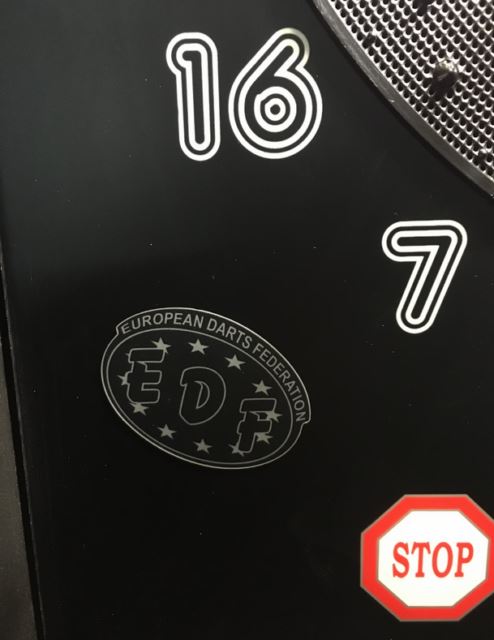 16
7
EUROPEAN DARTS FEDERATION
EDF
STOP